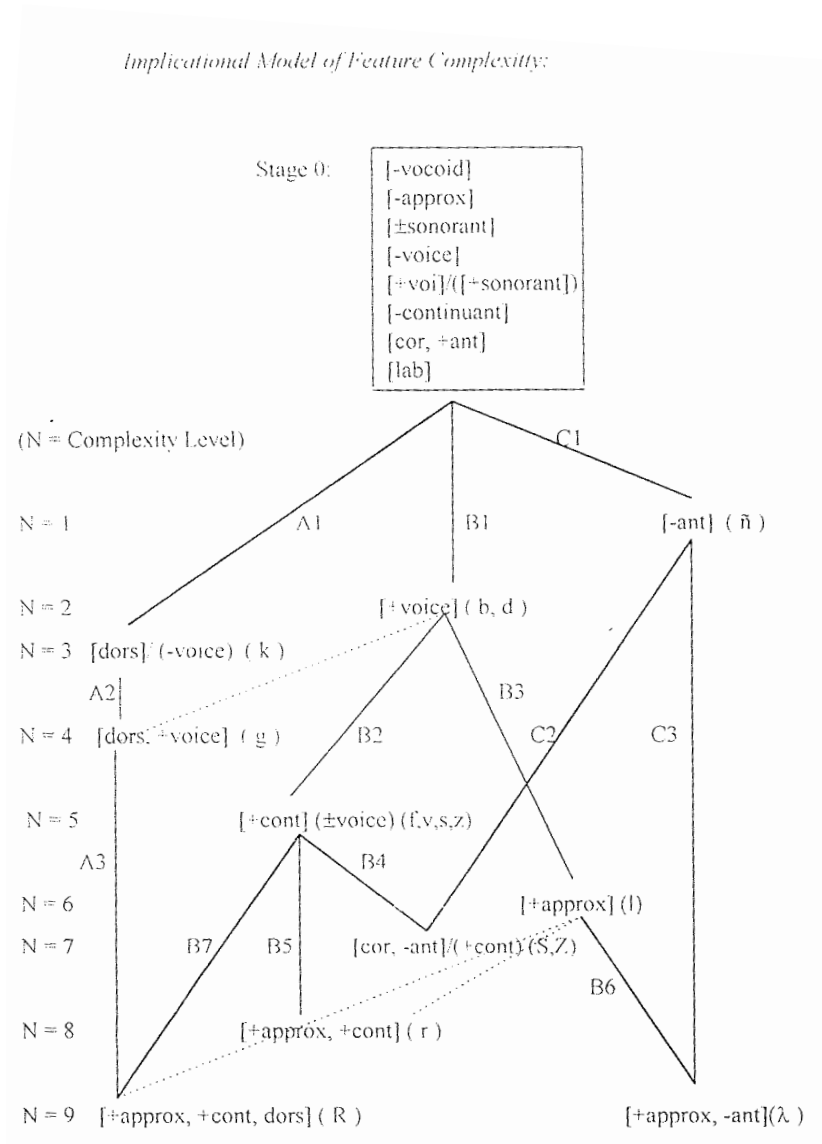 Implicational Model of Feature Complexitty:
Stage 0:
[-vocoid]
[-approx]
[±sonorant]
[-voice]
[+voi]/([+sonorant])
[-continuant]
[cor, +ant]
[lab]
(N = Complexity Level)
C1
N = 1
A1
B1
[-ant] ( ñ )
N = 2
[+voice] ( b, d )
N = 3 [dors]/ (-voice) ( k )
A2
B3
N = 4 [dors, +voice] ( g )
B2
C2
C3
N = 5
[+cont] (±voice) (f,v,s,z)
A3
B4
N = 6
[+approx] (l)
N = 7
B7
B5
[cor, -ant]/(+cont) (S,Z)
B6
N = 8
[+approx, +cont] ( r )
N = 9 [+approx, +cont, dors] ( R )
[+approx, -ant](λ )